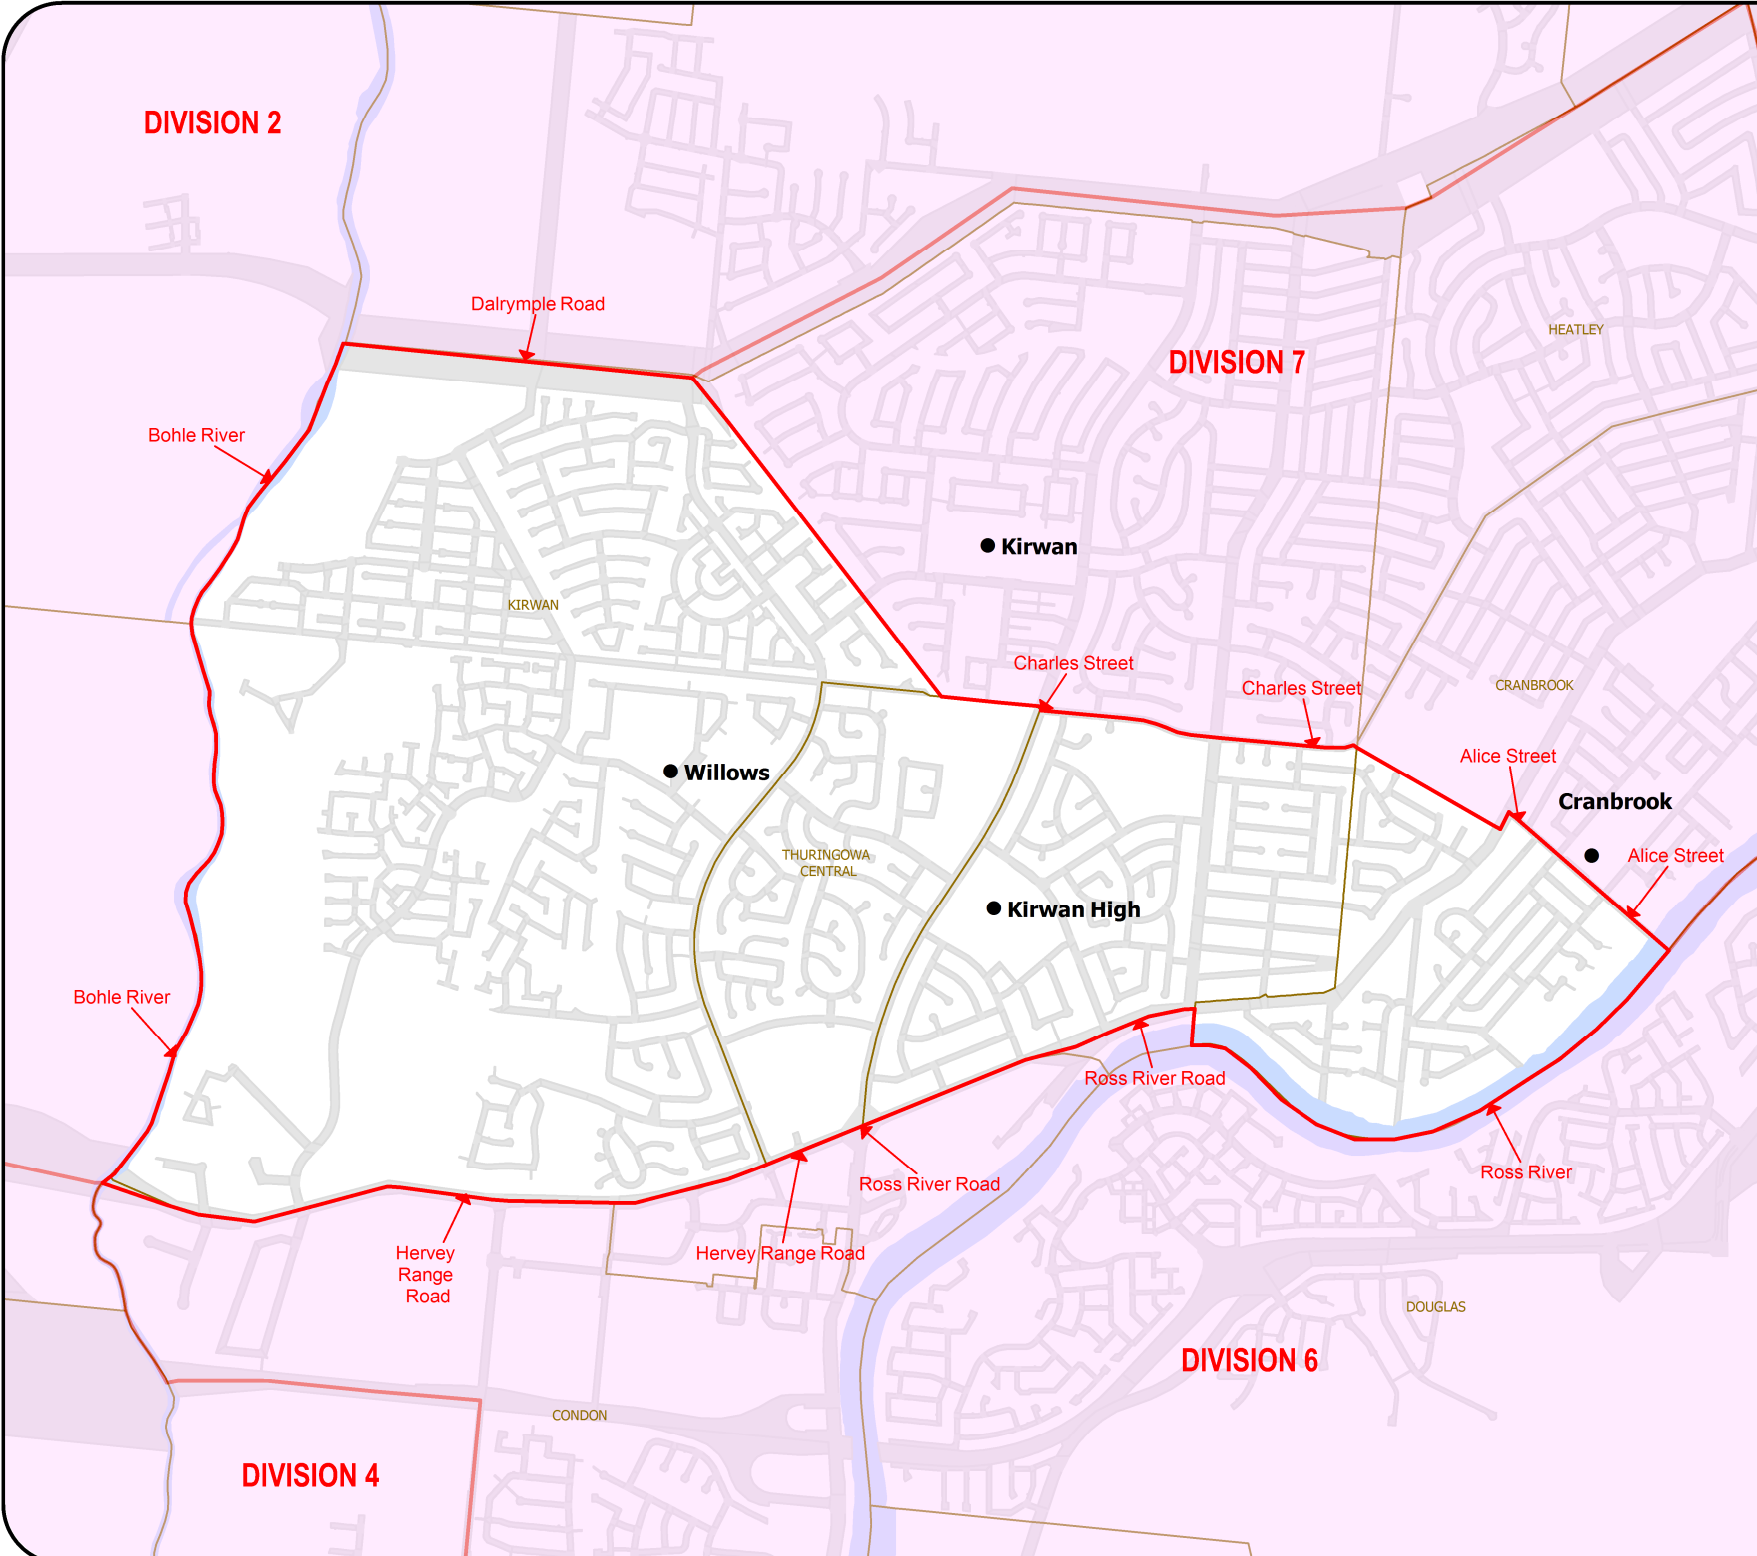 DIVISION 2
Dalrymple Road
HEATLEY
DIVISION 7
Bohle River
Kirwan
KIRWAN
Charles Street
Charles Street
CRANBROOK
Alice Street
Willows
Cranbrook
THURINGOWA
CENTRAL
Alice Street
Kirwan High
Bohle River
Ross River Road
Ross River
Ross River Road
Hervey
Range
Road
Hervey Range Road
DOUGLAS
DIVISION 6
CONDON
DIVISION 4